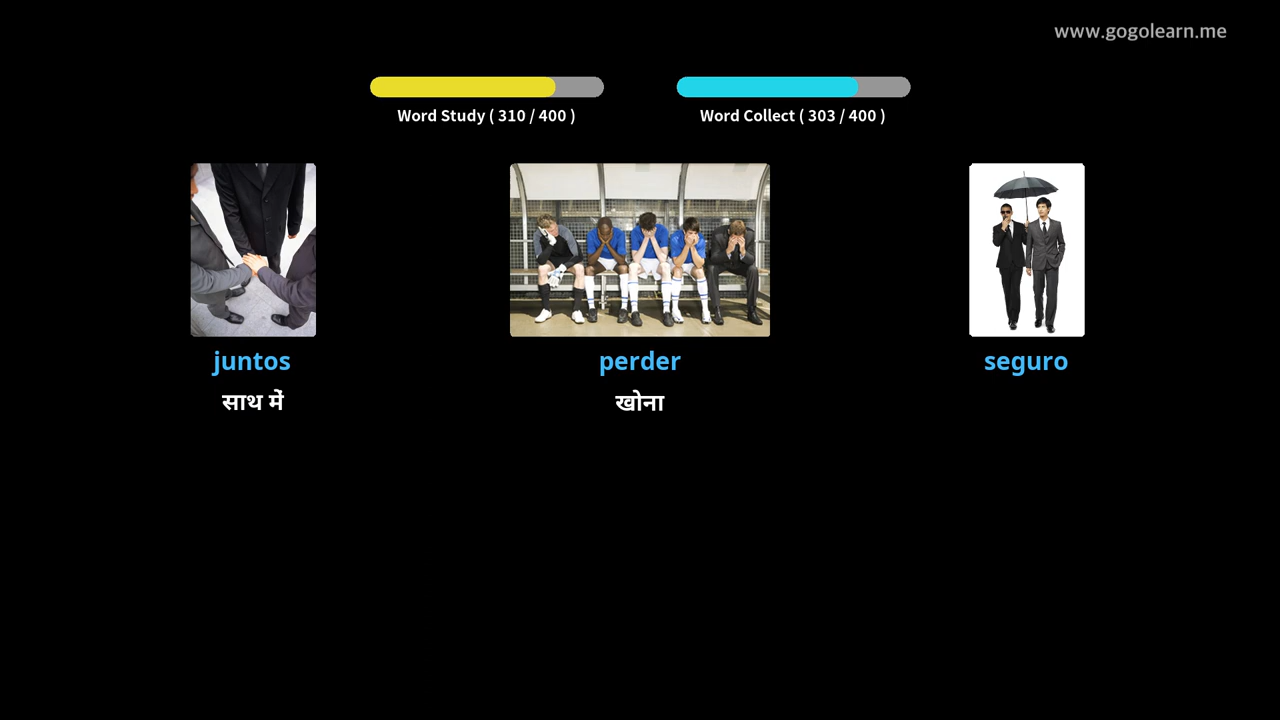 www.gogolearn.me
Word Study ( 310 / 400 )
Word Collect ( 303 / 400 )
juntos
perder
seguro
साथ में
खोना